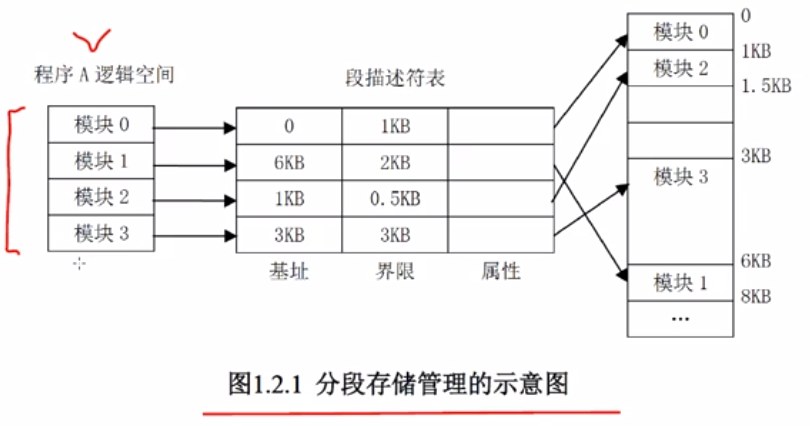 程序 A 逻辑空间
模块 0
模块 1
模块 2
模块 3
段描述符表
0 1KB
6KB 2KB
1KB 0.5KB
3KB 3KB
基址 界限 属性
0
模块 0
1KB
模块 2
1.5KB
3KB
模块 3
6KB
模块 1
8KB
…
图1.2.1 分段存储管理的示意图